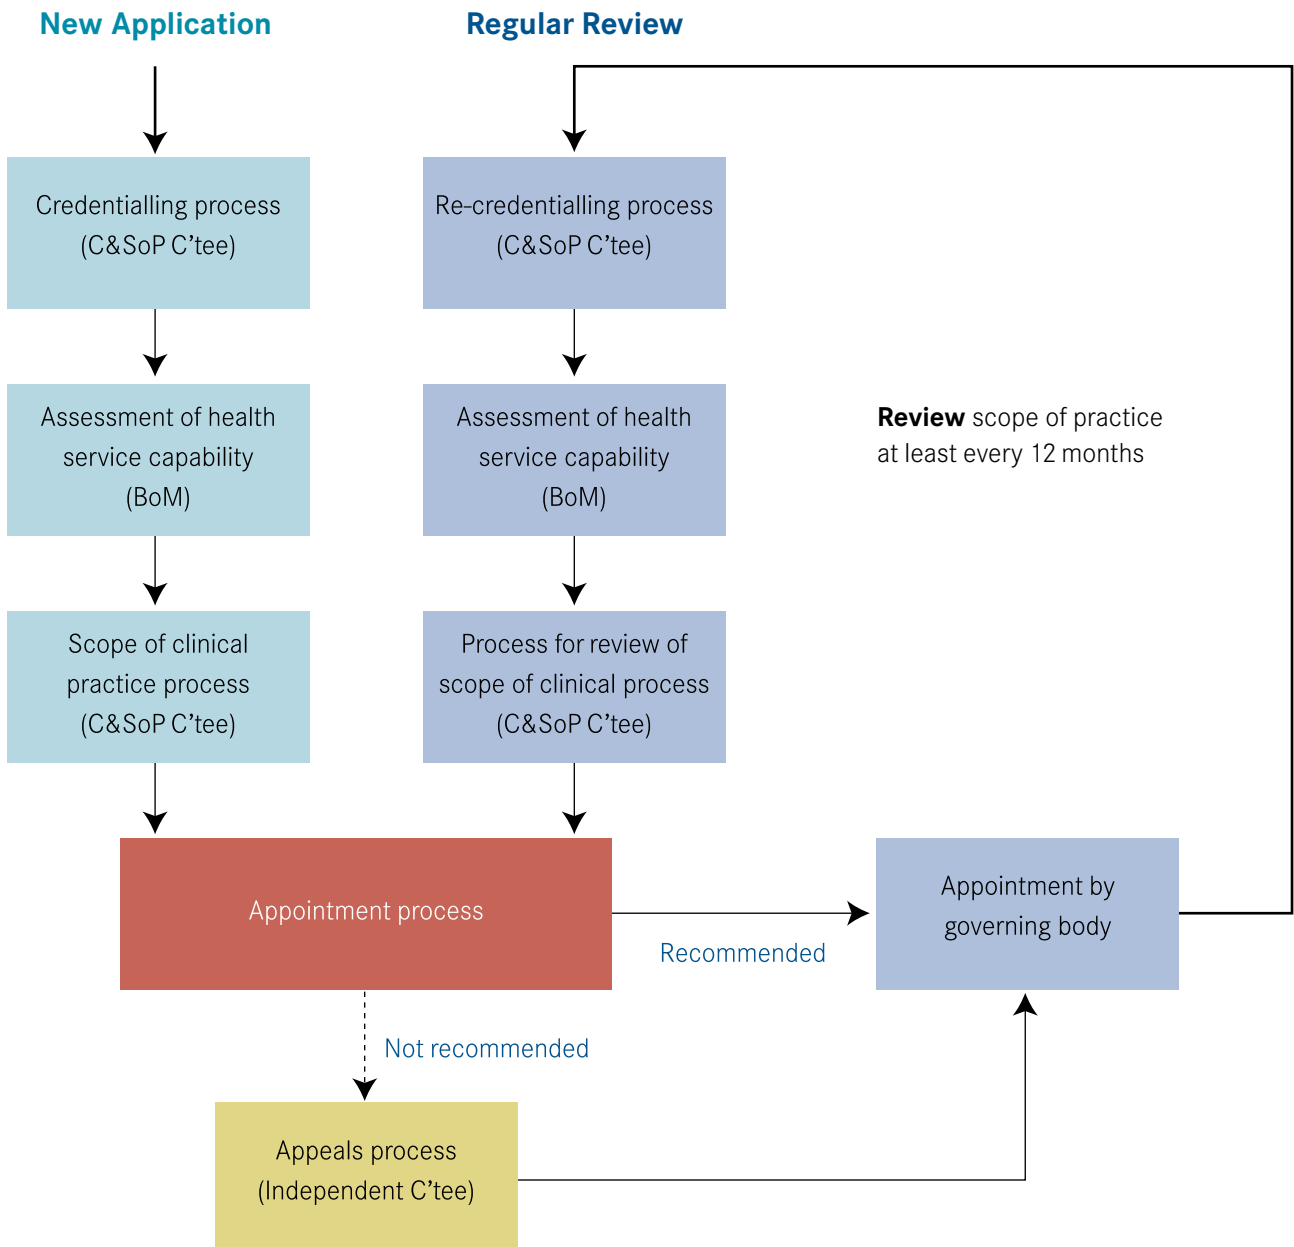 New Application
Regular Review
Credentialling process
(C&SoP C’tee)
Re-credentialling process
(C&SoP C’tee)
Assessment of health
service capability
(BoM)
Assessment of health
service capability
(BoM)
Review scope of practice
at least every 12 months
Scope of clinical
practice process
(C&SoP C’tee)
Process for review of
scope of clinical process
(C&SoP C’tee)
Appointment process
Recommended
Appointment by
governing body
Not recommended
Appeals process
(Independent C’tee)